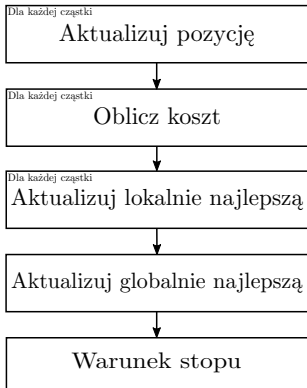 Dla każdej cząstki
Aktualizuj pozycję
Dla każdej cząstki
Oblicz koszt
Dla każdej cząstki
Aktualizuj lokalnie najlepszą
Aktualizuj globalnie najlepszą
Warunek stopu